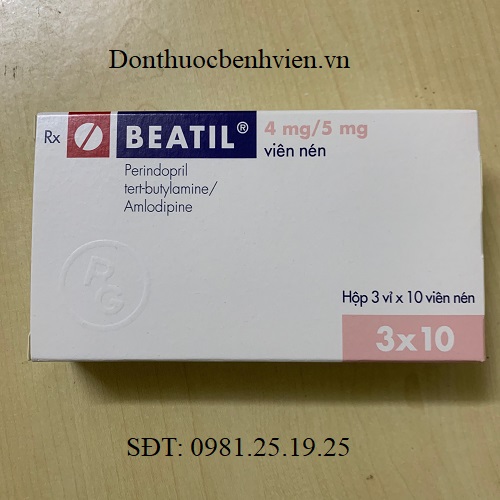 Donthuocbenhvien.vn
Rx BEATIL® 4 mg/5 mg
viên nén
Perindopril
tert-butylamine/
Amlodipine
RG
Hộp 3 vỉ x 10 viên nén
3x10
SĐT: 0981.25.19.25